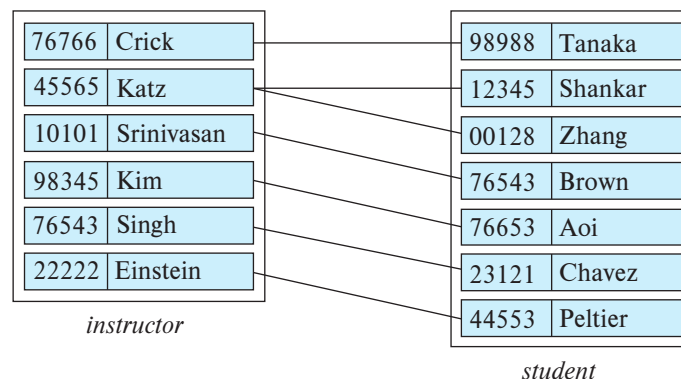 76766 Crick
45565 Katz
10101 Srinivasan
98345 Kim
76543 Singh
22222 Einstein
instructor
98988 Tanaka
12345 Shankar
00128 Zhang
76543 Brown
76653 Aoi
23121 Chavez
44553 Peltier
student